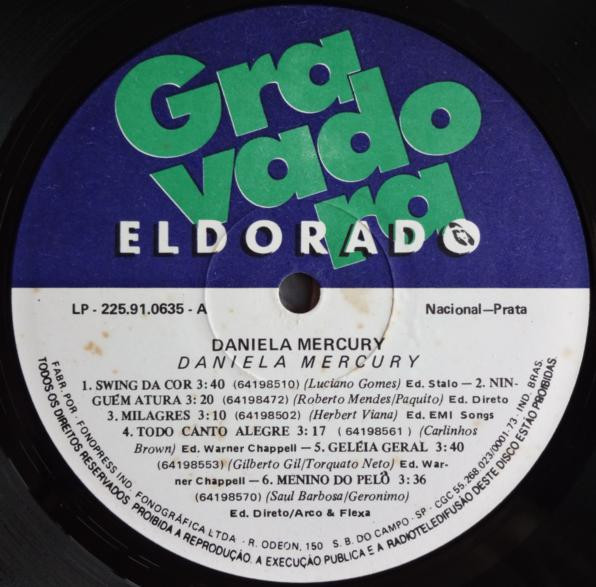 Gra
vado
ra
ELDORADO
LP - 225.91.0635 - A
Nacional—Prata
DANIELA MERCURY
DANIELA MERCURY
1. SWING DA COR 3:40 (64198510) (Luciano Gomes) Ed. Stalo — 2. NIN-
GUÉM ATURA 3:20 (64198472) (Roberto Mendes/Paquito) Ed. Direto
3. MILAGRES 3:10 (64198502) (Herbert Viana) Ed. EMI Songs
4. TODO CANTO ALEGRE 3:17 (64198561 ) (Carlinhos
Brown) Ed. Warner Chappell — 5. GELÉIA GERAL 3:40
(64198553) (Gilberto Gil/Torquato Neto) Ed. War-
ner Chappell — 6. MENINO DO PELÔ 3:36
(64198570) (Saul Barbosa/Geronimo)
Ed. Direto/Arco & Flexa
FABR. POR - FONOPRESS IND. FONOGRÁFICA LTDA - R. ODEON, 150 S. B. DO CAMPO - SP - CGC 55 268 023/0001-73 - IND. BRAS.
TODOS OS DIREITOS RESERVADOS. PROIBIDA A REPRODUÇÃO. A EXECUÇÃO PUBLICA E A RADIOTELEDIFUSÃO DESTE DISCO ESTÃO PROIBIDAS.